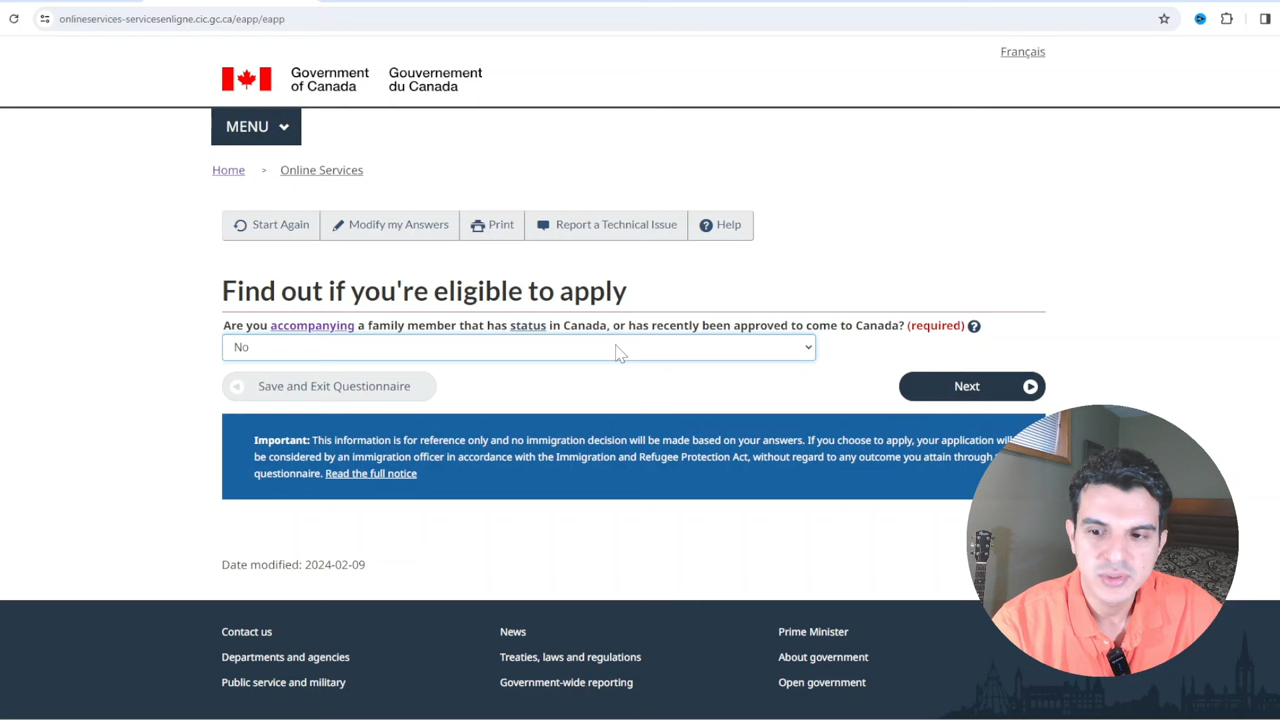 onlineservices-servicesenligne.cic.gc.ca/eapp/eapp
Français
Government of Canada
Gouvernement du Canada
MENU
Home > Online Services
Start Again
Modify my Answers
Print
Report a Technical Issue
Help
Find out if you're eligible to apply
Are you accompanying a family member that has status in Canada, or has recently been approved to come to Canada? (required)
No
Save and Exit Questionnaire
Next
Important: This information is for reference only and no immigration decision will be made based on your answers. If you choose to apply, your application will
be considered by an immigration officer in accordance with the Immigration and Refugee Protection Act, without regard to any outcome you attain through
questionnaire. Read the full notice
Date modified: 2024-02-09
Contact us
Departments and agencies
Public service and military
News
Treaties, laws and regulations
Government-wide reporting
Prime Minister
About government
Open government